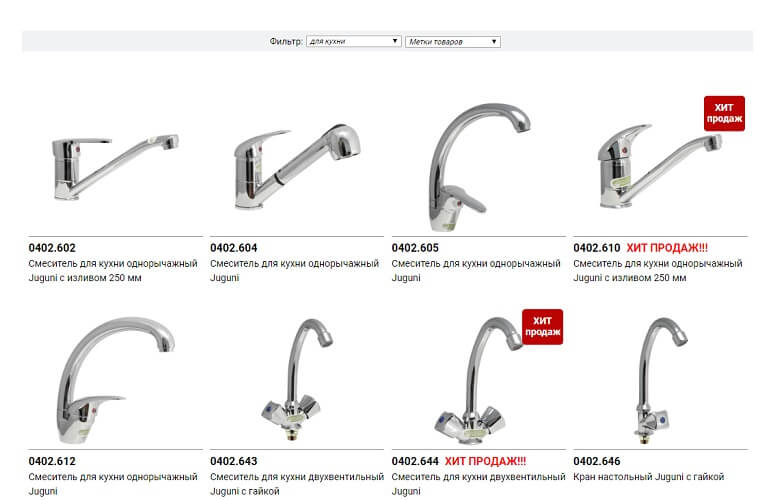 Фильтр: для кухни Метки товаров
ХИТ
продаж
0402.602
Смеситель для кухни однорычажный
Juguni с изливом 250 мм
0402.604
Смеситель для кухни однорычажный
Juguni
0402.605
Смеситель для кухни однорычажный
Juguni
0402.610 ХИТ ПРОДАЖ!!!
Смеситель для кухни однорычажный
Juguni с изливом 250 мм
ХИТ
продаж
0402.612
Смеситель для кухни однорычажный
Juguni
0402.643
Смеситель для кухни двухвентильный
Juguni с гайкой
0402.644 ХИТ ПРОДАЖ!!!
Смеситель для кухни двухвентильный
Juguni
0402.646
Кран настольный Juguni с гайкой